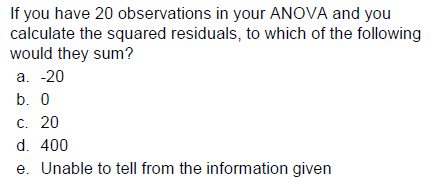 If you have 20 observations in your ANOVA and you
calculate the squared residuals, to which of the following
would they sum?
a. -20
b. 0
c. 20
d. 400
e. Unable to tell from the information given